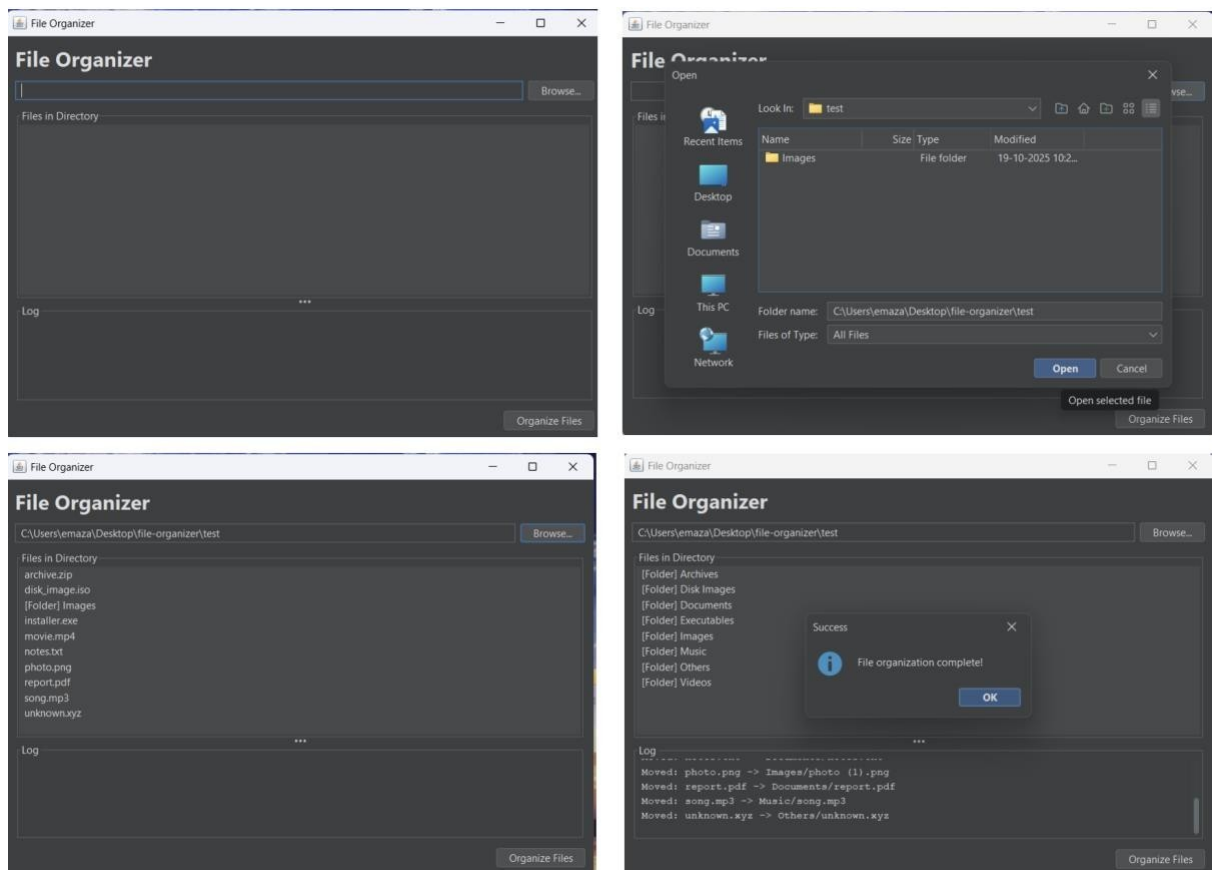 File Organizer
File Organizer
Browse...
Files in Directory
Log
Organize Files
File Organizer
File
Open
Look In: test
Recent Items
Desktop
Documents
This PC
Network
Name Size Type Modified
Images File folder 19-10-2025 10:2...
Log
Folder name: C:\Users\emaza\Desktop\file-organizer\test
Files of Type: All Files
Open Cancel
Open selected file
Organize Files
File Organizer
File Organizer
C:\Users\emaza\Desktop\file-organizer\test
Browse...
Files in Directory
archive.zip
disk_image.iso
[Folder] Images
installer.exe
movie.mp4
notes.txt
photo.png
report.pdf
song.mp3
unknown.xyz
Log
Organize Files
File Organizer
File Organizer
C:\Users\emaza\Desktop\file-organizer\test
Browse...
Files in Directory
[Folder] Archives
[Folder] Disk Images
[Folder] Documents
[Folder] Executables
[Folder] Images
[Folder] Music
[Folder] Others
[Folder] Videos
Success
File organization complete!
OK
Log
Moved: photo.png -> Images/photo (1).png
Moved: report.pdf -> Documents/report.pdf
Moved: song.mp3 -> Music/song.mp3
Moved: unknown.xyz -> Others/unknown.xyz
Organize Files